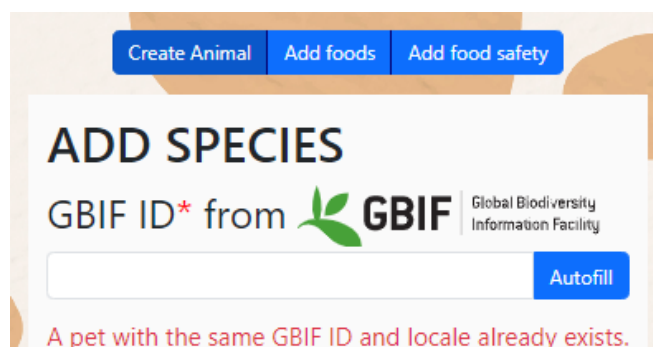 Create Animal Add foods Add food safety
ADD SPECIES
GBIF ID* from GBIF Global Biodiversity
Information Facility
Autofill
A pet with the same GBIF ID and locale already exists.